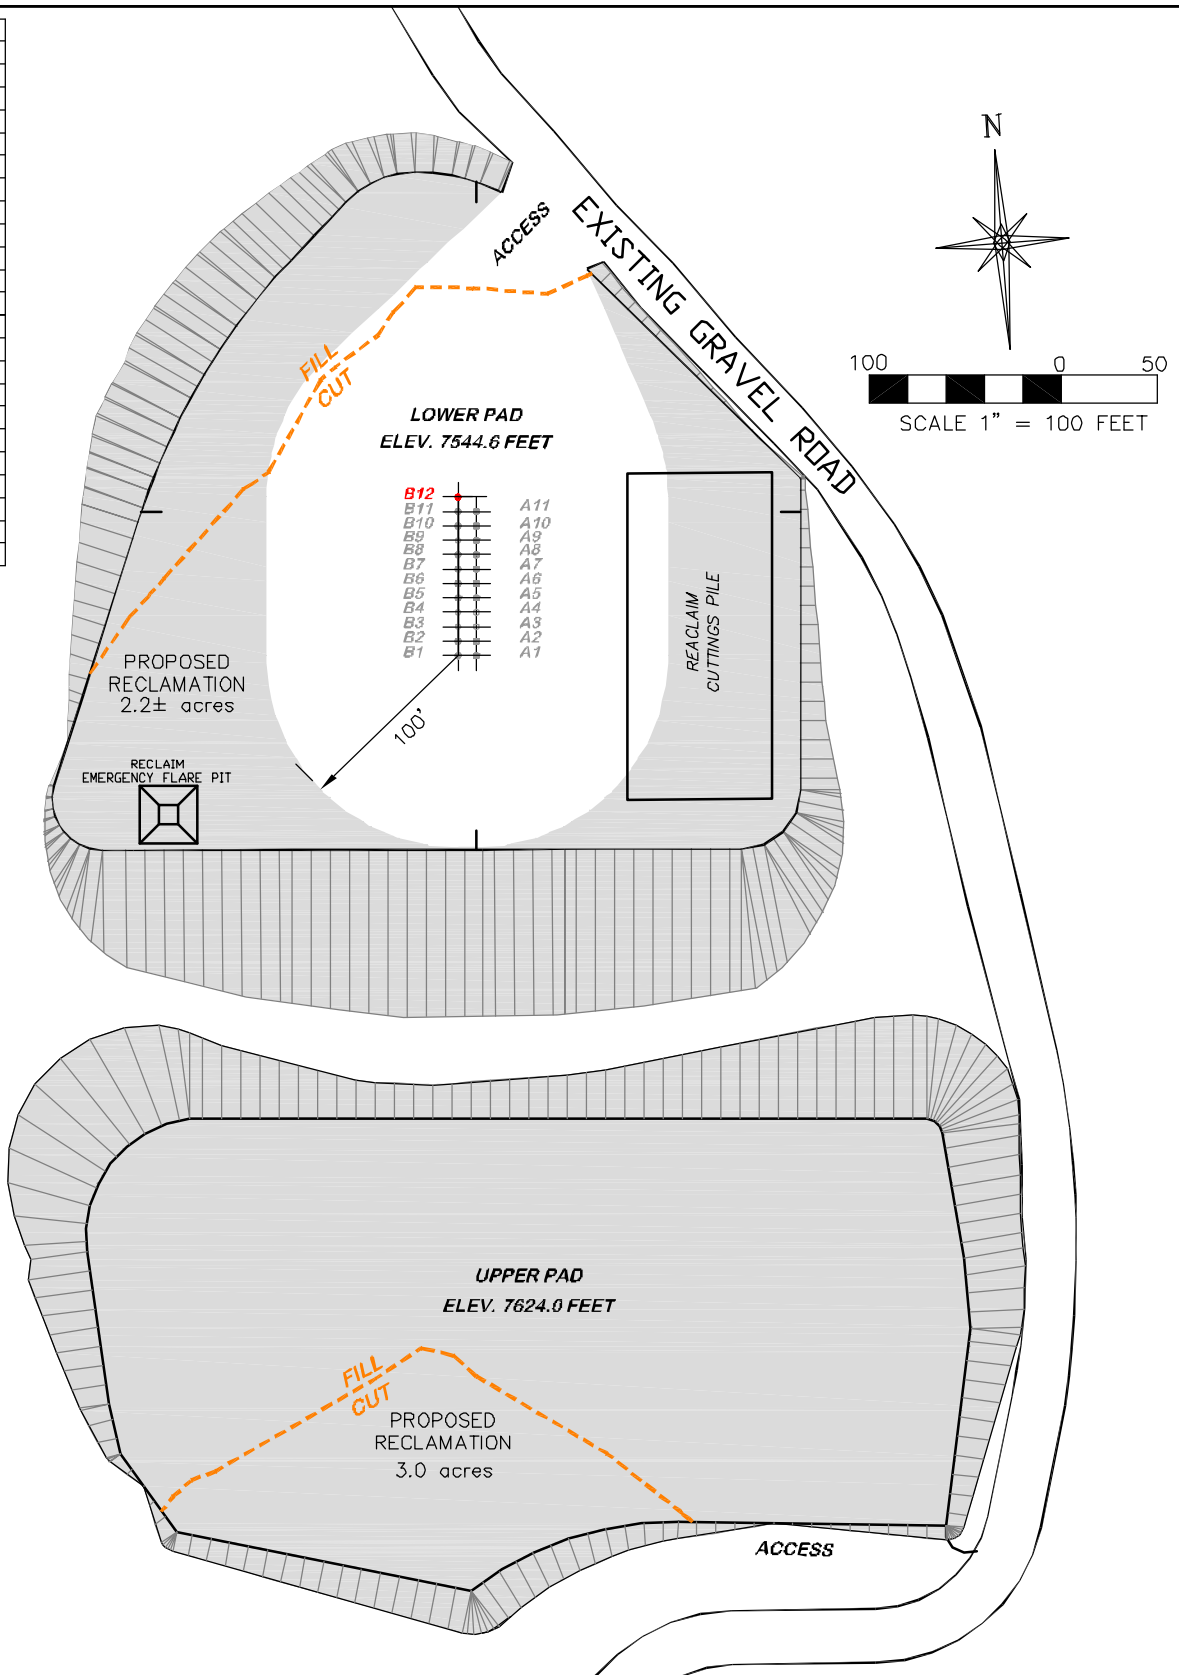 N
EXISTING GRAVEL ROAD
ACCESS
100 0 50
SCALE 1” = 100 FEET
FILL
CUT
LOWER PAD
ELEV. 7544.6 FEET
B12
B11 A11
B10 A10
B9 A9
B8 A8
B7 A7
B6 A6
B5 A5
B4 A4
B3 A3
B2 A2
B1 A1
REACLAIM
CUTTINGS PILE
PROPOSED
RECLAMATION
2.2± acres
100'
RECLAIM
EMERGENCY FLARE PIT
UPPER PAD
ELEV. 7624.0 FEET
FILL
CUT
PROPOSED
RECLAMATION
3.0 acres
ACCESS